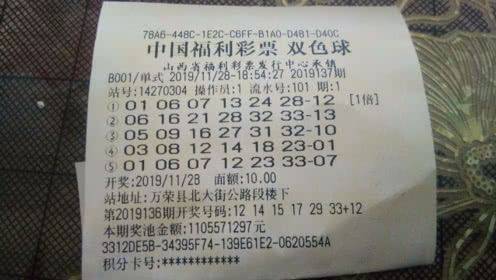 78A6-448C-1E2C-C6FF-B1A0-D4B1-D40C
中国福利彩票 双色球
山西省福利彩票发行中心承销
B001/单式 2019/11/28-18:54:27 2019137期
站号:14270304 操作员:1 流水号:101 期:1
① 01 06 07 13 24 28-12 [1倍]
② 06 16 21 28 32 33-13
③ 05 09 16 27 31 32-10
④ 03 08 12 14 18 23-01
⑤ 01 06 07 12 23 33-07
开奖:2019/11/28 面额:10.00
站地址:万荣县北大街公路段楼下
第2019136期开奖号码:12 14 15 17 29 33+12
本期奖池金额:1105571297元
3312DE5B-34395F74-139E61E2-0620554A
积分卡号:************